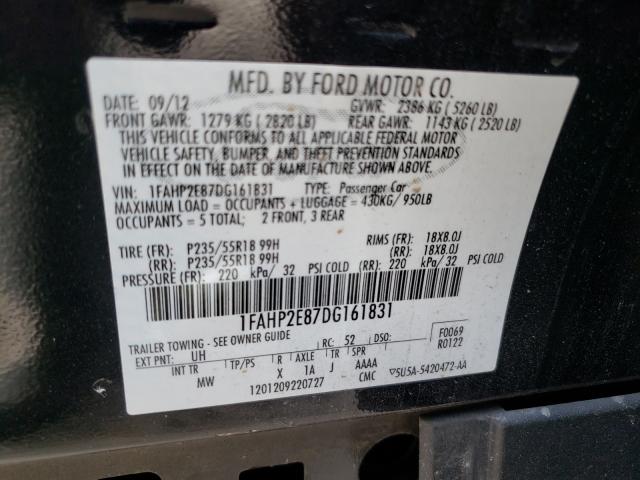 MFD. BY FORD MOTOR CO.
DATE: 09/12 GVWR: 2386 KG ( 5260 LB)
FRONT GAWR: 1279 KG ( 2820 LB) REAR GAWR: 1143 KG ( 2520 LB)
THIS VEHICLE CONFORMS TO ALL APPLICABLE FEDERAL MOTOR
VEHICLE SAFETY, BUMPER, AND THEFT PREVENTION STANDARDS
IN EFFECT ON THE DATE OF MANUFACTURE SHOWN ABOVE.
VIN: 1FAHP2E87DG161831 TYPE: Passenger Car
MAXIMUM LOAD = OCCUPANTS + LUGGAGE = 430KG/ 950LB
OCCUPANTS = 5 TOTAL; 2 FRONT, 3 REAR
TIRE (FR): P235/55R18 99H RIMS (FR): 18X8.0J
(RR): P235/55R18 99H (RR): 18X8.0J
PRESSURE (FR): 220 kPa/ 32 PSI COLD (RR): 220 kPa/ 32 PSI COLD
1FAHP2E87DG161831
TRAILER TOWING - SEE OWNER GUIDE F0069
EXT PNT: UH RC: 52 DSO: R0122
INT TR TP/PS R AXLE TR SPR
MW X 1A J AAAA
1201209220727 CMC 5U5A-5420472-AA